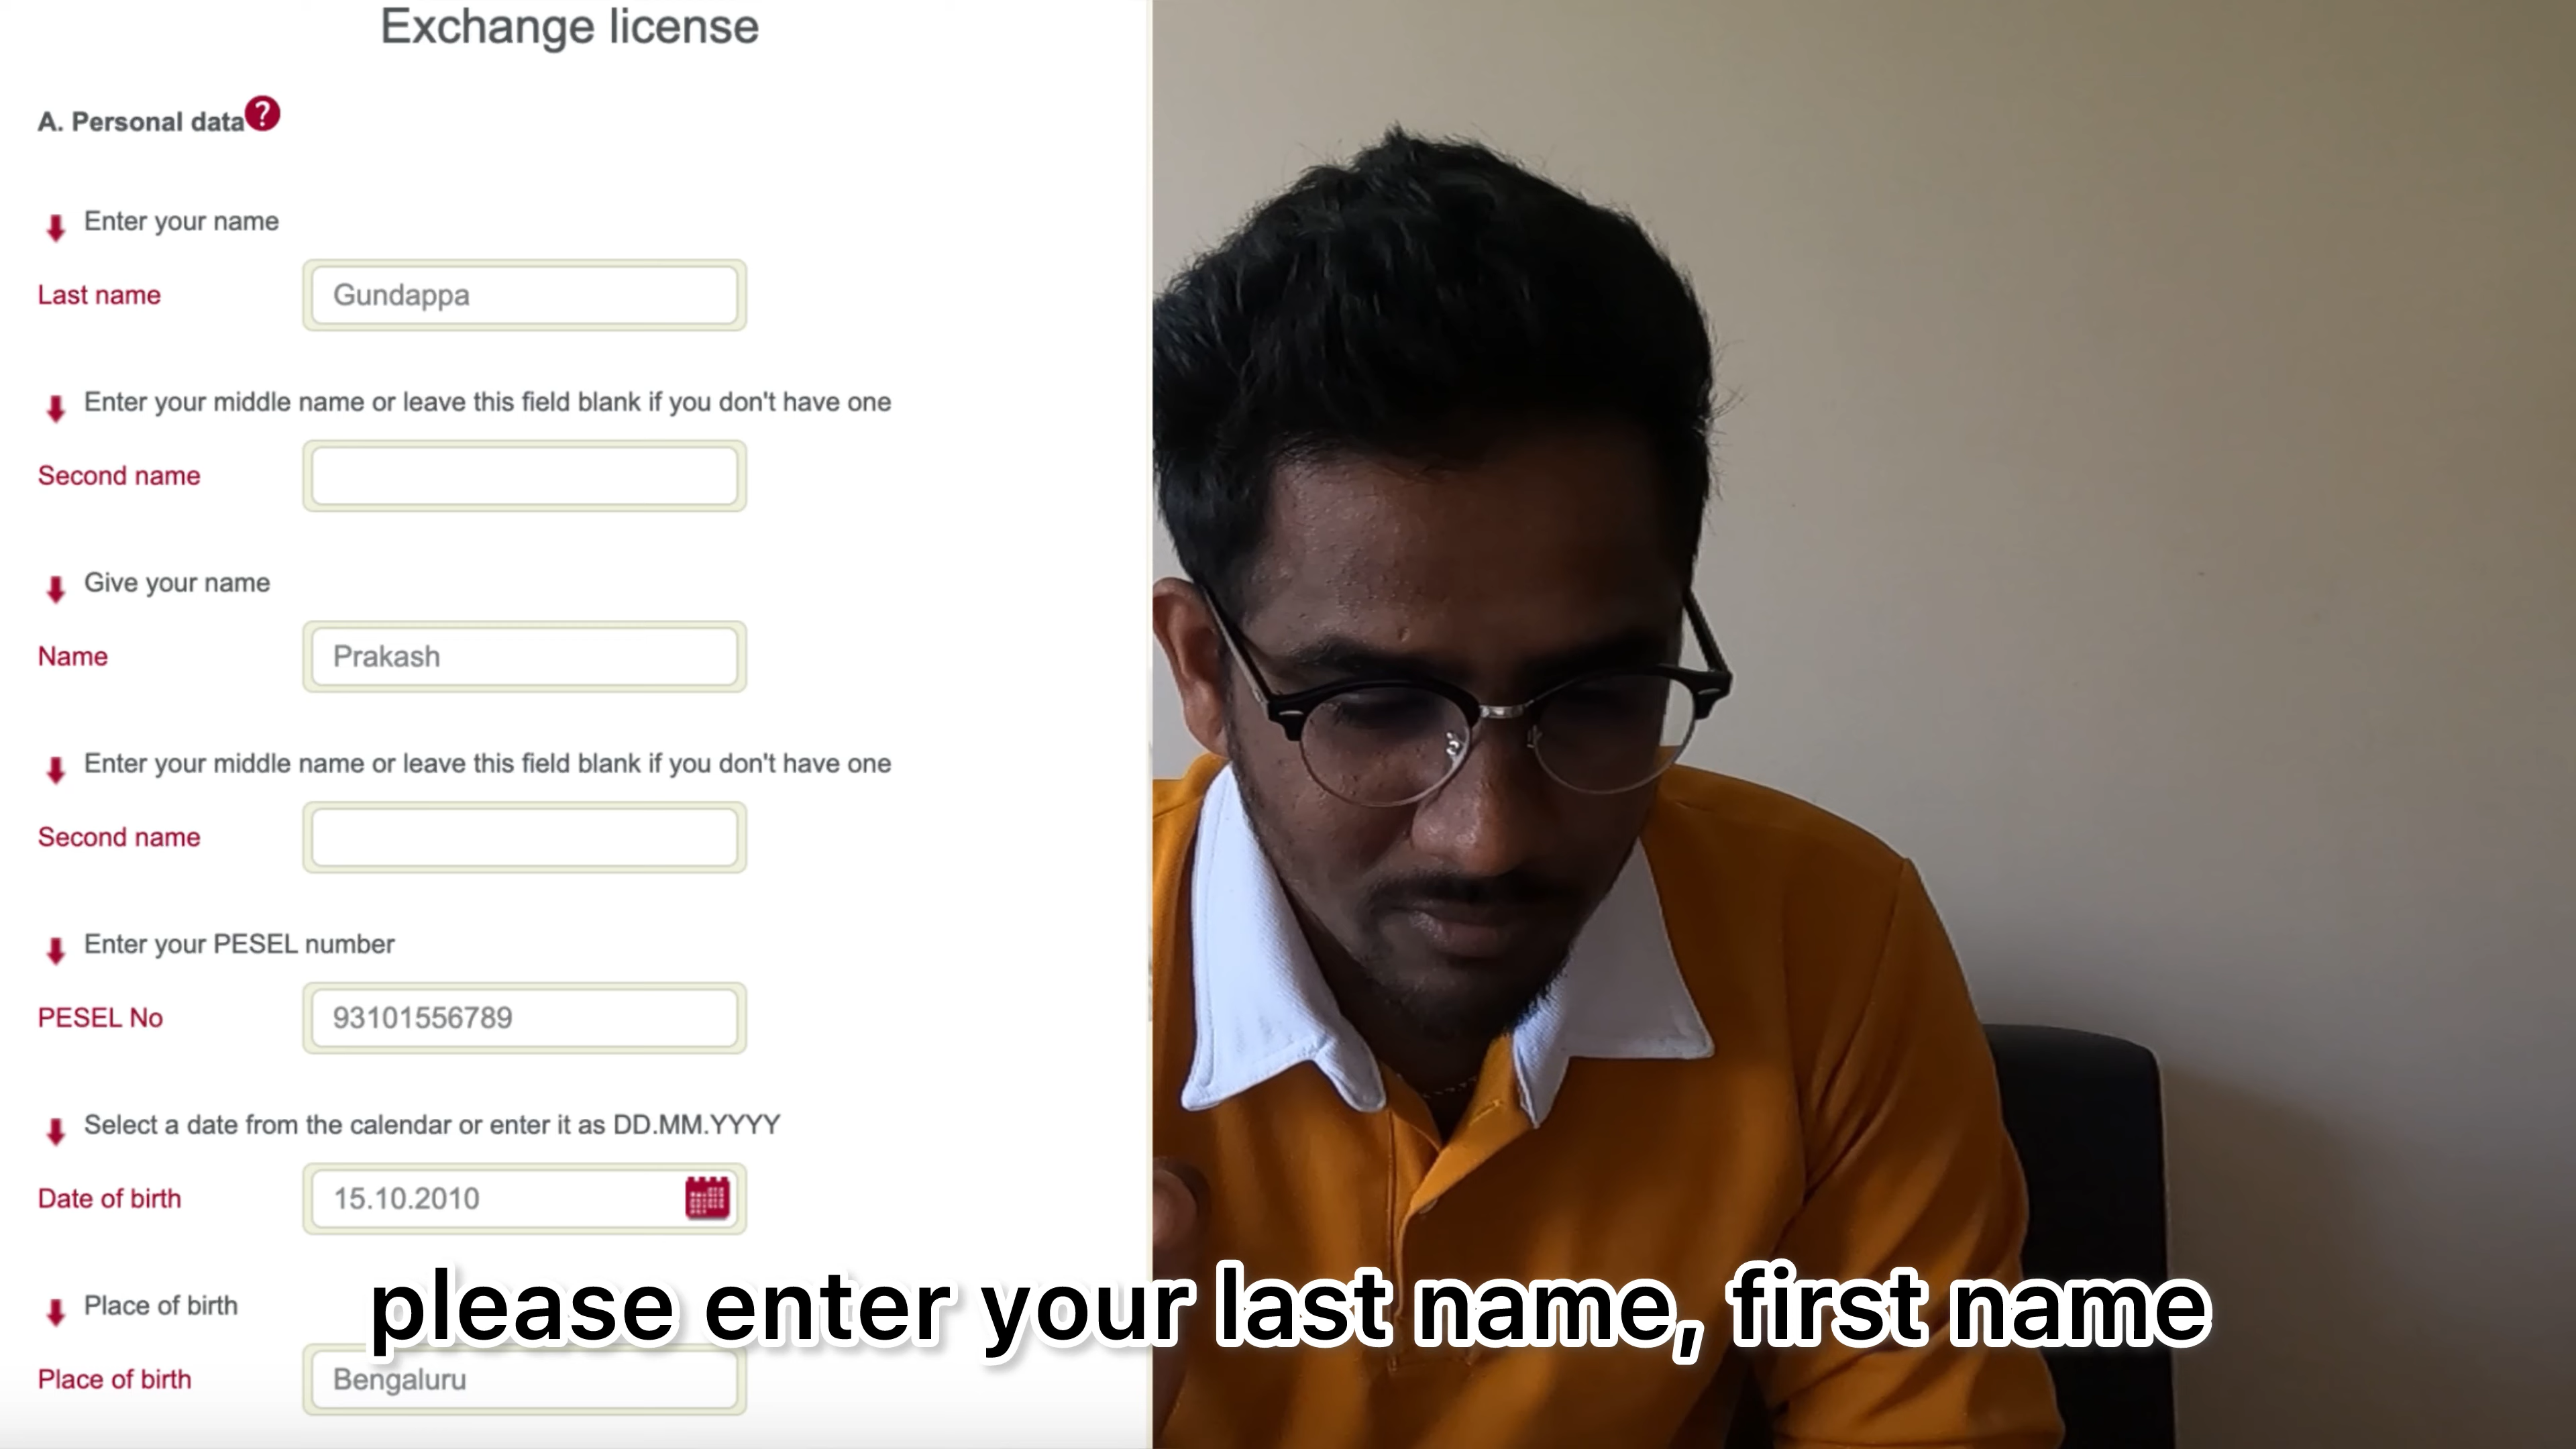 Exchange license
A. Personal data ?
Enter your name
Last name Gundappa
Enter your middle name or leave this field blank if you don't have one
Second name
Give your name
Name Prakash
Enter your middle name or leave this field blank if you don't have one
Second name
Enter your PESEL number
PESEL No 93101556789
Select a date from the calendar or enter it as DD.MM.YYYY
Date of birth 15.10.2010
Place of birth
Place of birth Bengaluru
please enter your last name, first name